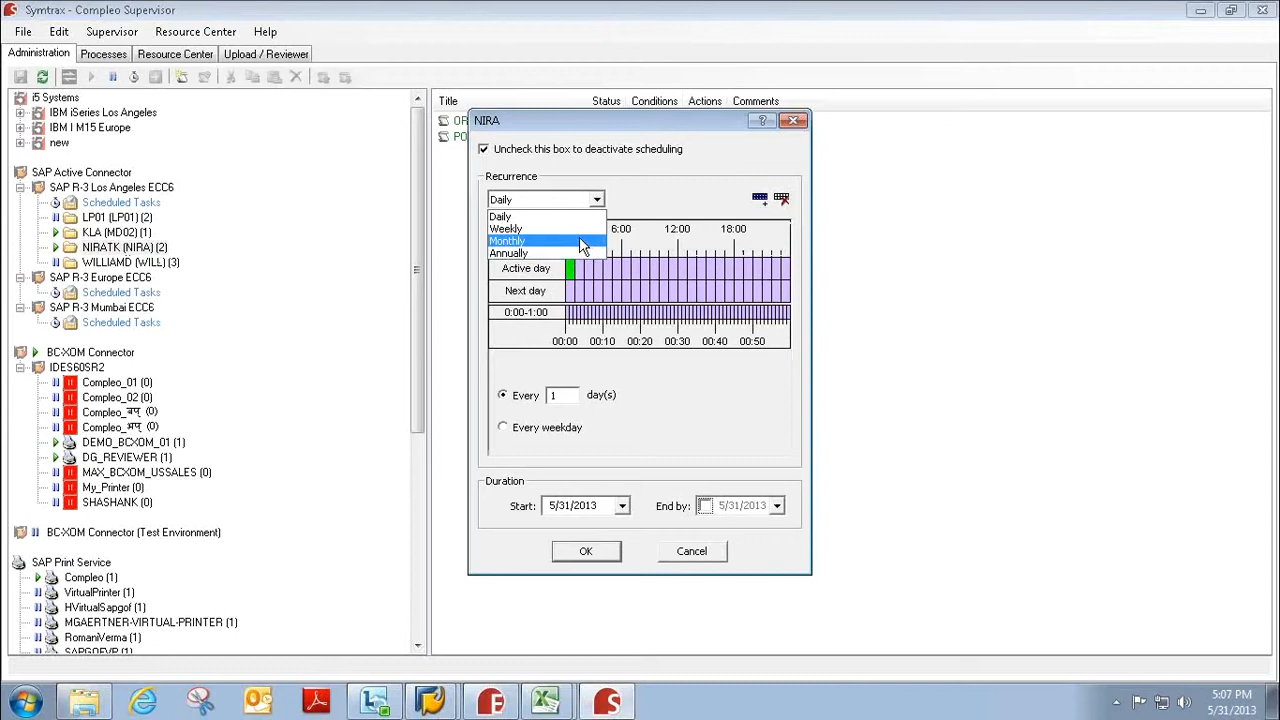 Symtrax - Compleo Supervisor
File Edit Supervisor Resource Center Help
Administration Processes Resource Center Upload / Reviewer
i5 Systems
IBM iSeries Los Angeles
IBM I M15 Europe
new
SAP Active Connector
SAP R-3 Los Angeles ECC6
Scheduled Tasks
LP01 (LP01) (2)
KLA (MD02) (1)
NIRATK (NIRA) (2)
WILLIAMD (WILL) (3)
SAP R-3 Europe ECC6
Scheduled Tasks
SAP R-3 Mumbai ECC6
Scheduled Tasks
BC-XOM Connector
IDES60SR2
Compleo_01 (0)
Compleo_02 (0)
Compleo_बप् (0)
Compleo_अप् (0)
DEMO_BCXOM_01 (1)
DG_REVIEWER (1)
MAX_BCXOM_USSALES (0)
My_Printer (0)
SHASHANK (0)
BC-XOM Connector (Test Environment)
SAP Print Service
Compleo (1)
VirtualPrinter (1)
HVirtualSapgof (1)
MGAERTNER-VIRTUAL-PRINTER (1)
RomaniVerma (1)
SAPGOFVP (1)
Title Status Conditions Actions Comments
OR
PO
NIRA
Uncheck this box to deactivate scheduling
Recurrence
Daily
Daily
Weekly
Monthly
Annually
6:00 12:00 18:00
Active day
Next day
0:00-1:00
00:00 00:10 00:20 00:30 00:40 00:50
Every 1 day(s)
Every weekday
Duration
Start: 5/31/2013 End by: 5/31/2013
OK Cancel
5:07 PM
5/31/2013